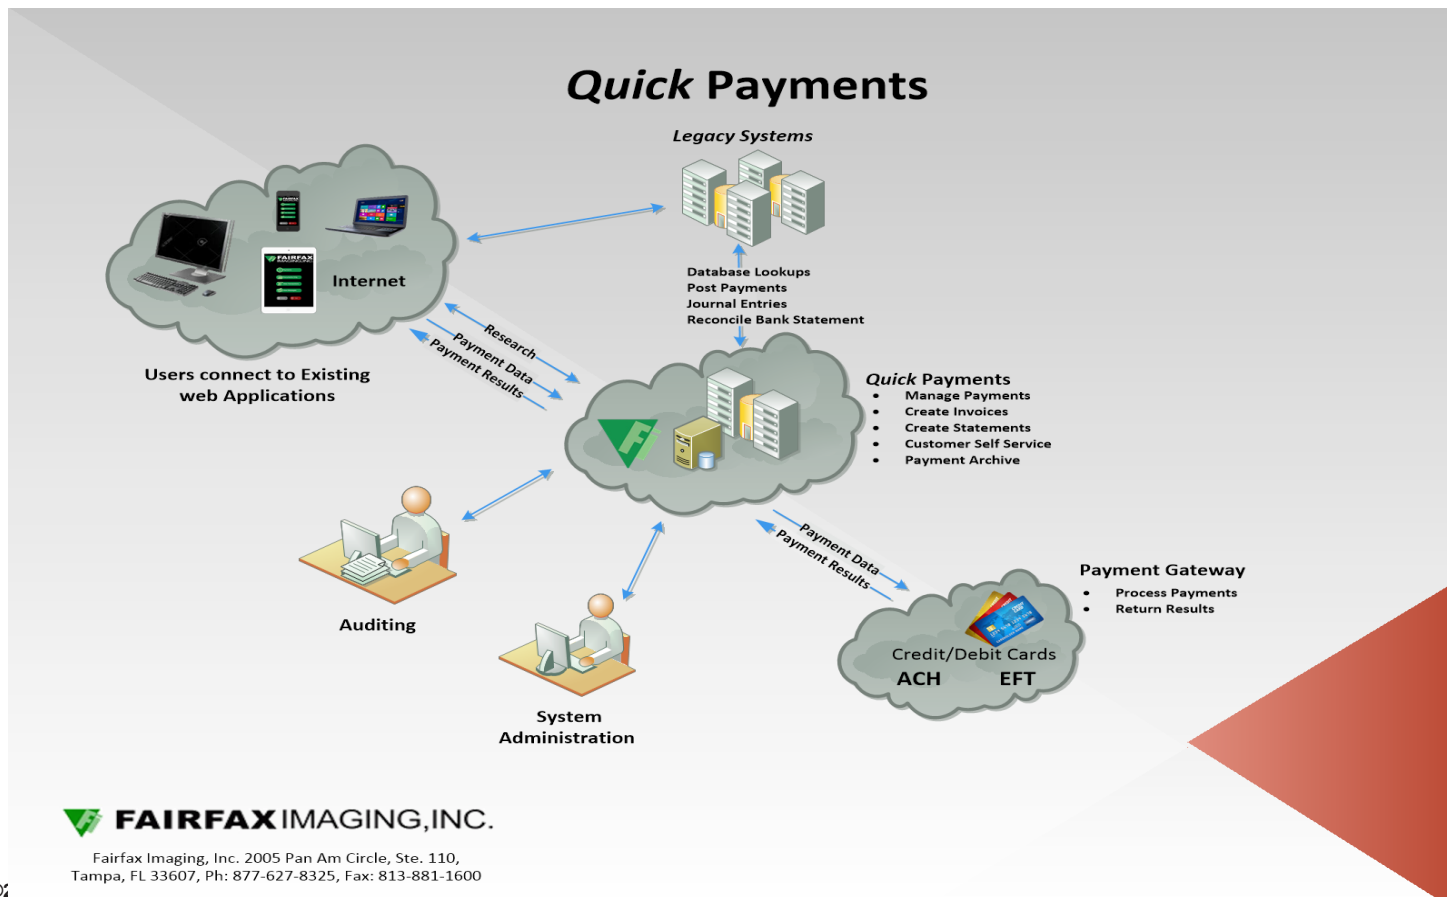 Quick Payments
Legacy Systems
FAIRFAX
IMAGING, INC.
Internet
Database Lookups
Post Payments
Journal Entries
Reconcile Bank Statement
Research
Payment Data
Payment Results
Users connect to Existing
web Applications
Quick Payments
• Manage Payments
• Create Invoices
• Create Statements
• Customer Self Service
• Payment Archive
Auditing
System
Administration
Payment Data
Payment Results
Payment Gateway
• Process Payments
• Return Results
Credit/Debit Cards
ACH EFT
FAIRFAX IMAGING, INC.
Fairfax Imaging, Inc. 2005 Pan Am Circle, Ste. 110,
Tampa, FL 33607, Ph: 877-627-8325, Fax: 813-881-1600